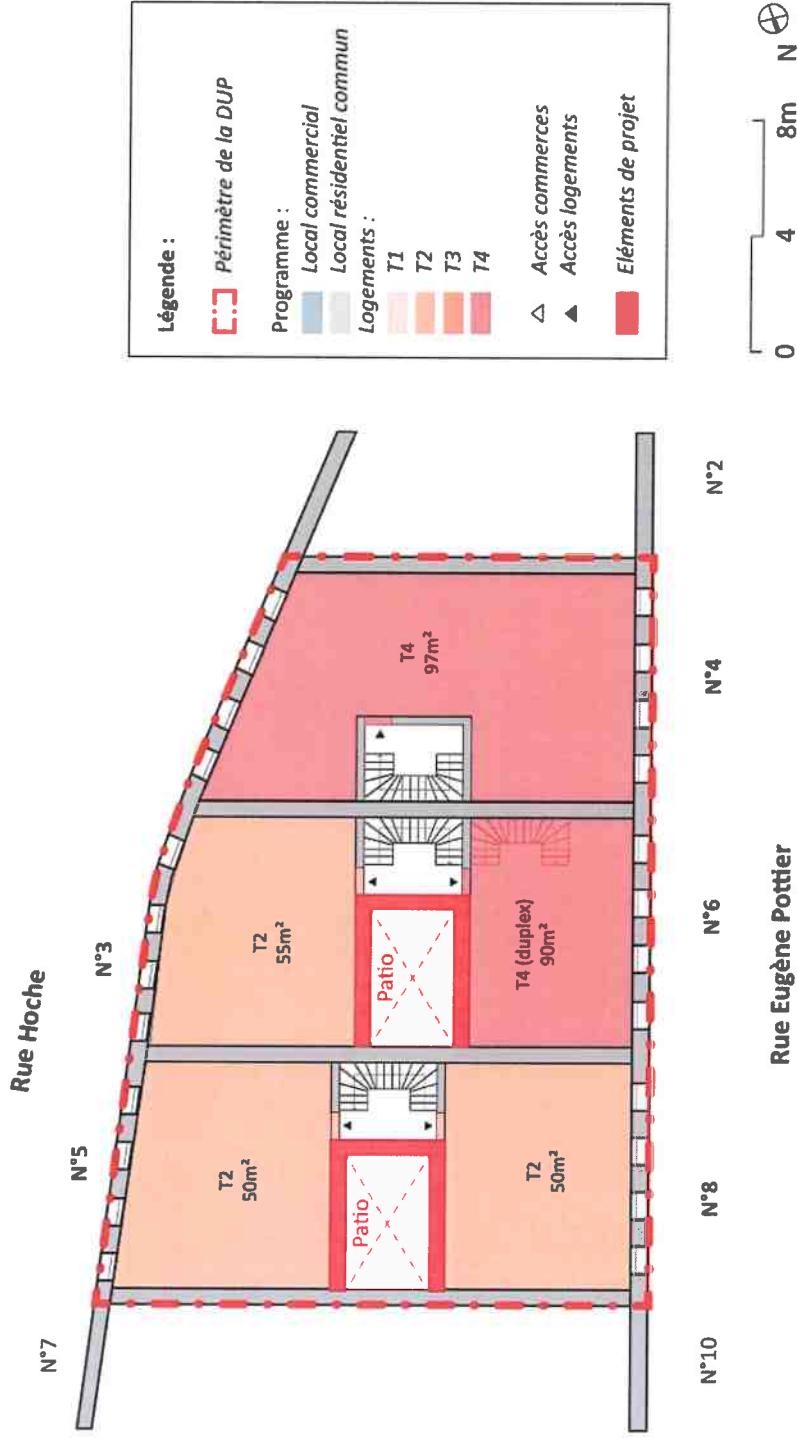 Rue Hoche
N°7
N°5
N°3
T2
50m²
T2
55m²
T4
97m²
Patio
Patio
T2
50m²
T4 (duplex)
90m²
N°10
N°8
N°6
N°4
N°2
Rue Eugène Pottier
Légende :
Périmètre de la DUP
Programme :
Local commercial
Local résidentiel commun
Logements :
T1
T2
T3
T4
Accès commerces
Accès logements
Eléments de projet
0 4 8m N